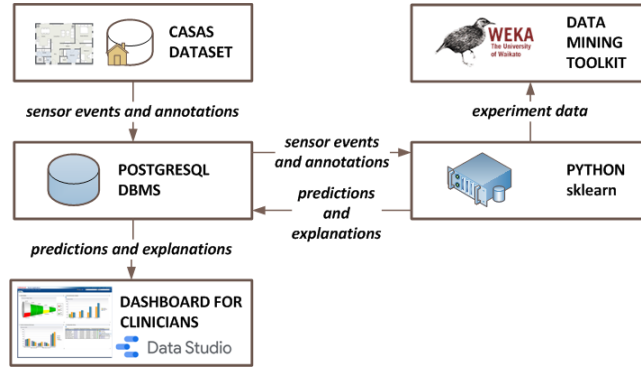 CASAS
DATASET
WEKA
The University
of Waikato
DATA
MINING
TOOLKIT
sensor events and annotations
experiment data
POSTGRESQL
DBMS
sensor events
and annotations
predictions
and
explanations
PYTHON
sklearn
predictions and explanations
DASHBOARD FOR
CLINICIANS
Data Studio